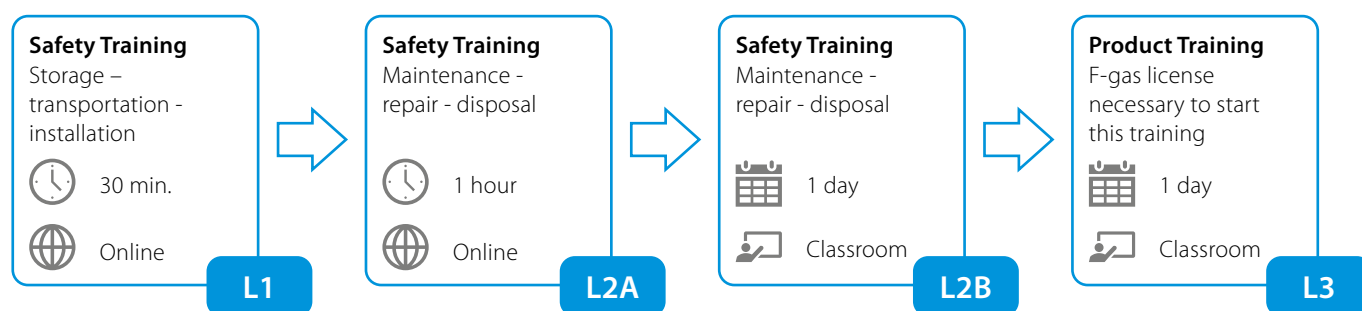 Safety Training
Storage –
transportation -
installation
30 min.
Online
L1
Safety Training
Maintenance -
repair - disposal
1 hour
Online
L2A
Safety Training
Maintenance -
repair - disposal
1 day
Classroom
L2B
Product Training
F-gas license
necessary to start
this training
1 day
Classroom
L3